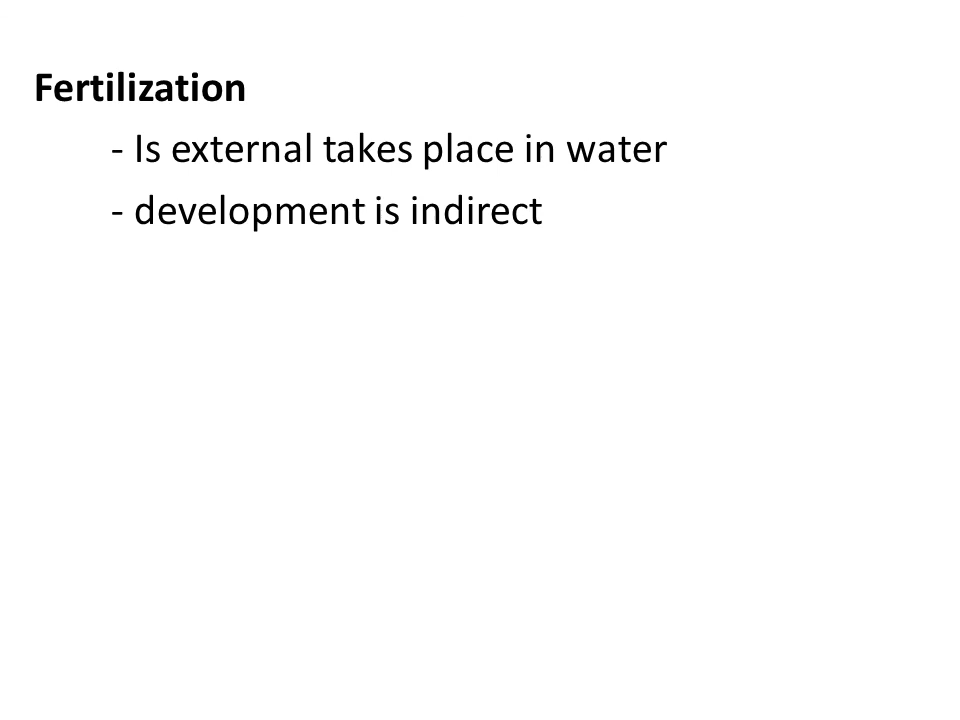 Fertilization
- Is external takes place in water
- development is indirect